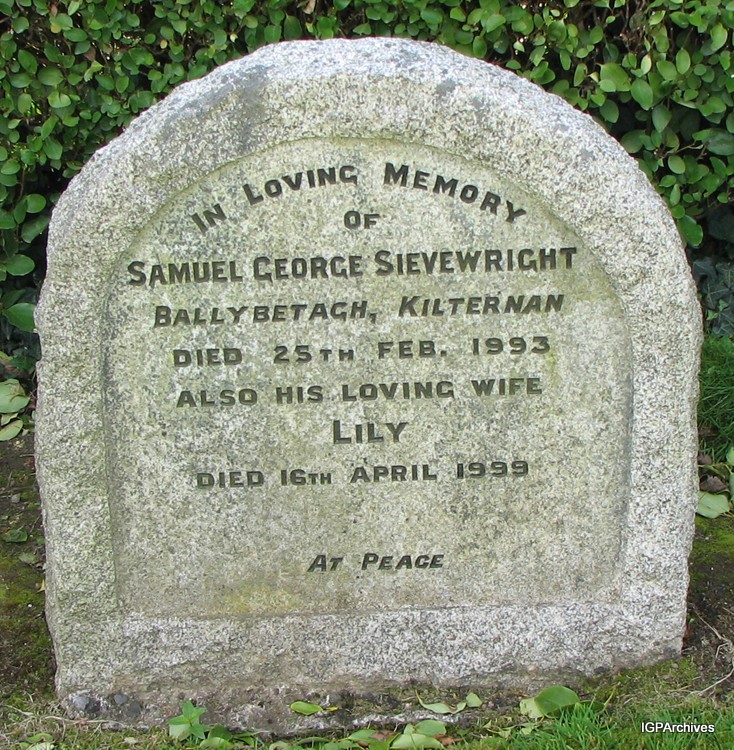 In Loving Memory
of
Samuel George Sievewright
Ballybetagh, Kilternan
died 25th Feb. 1993
also his loving wife
Lily
died 16th April 1999
At Peace
IGPArchives